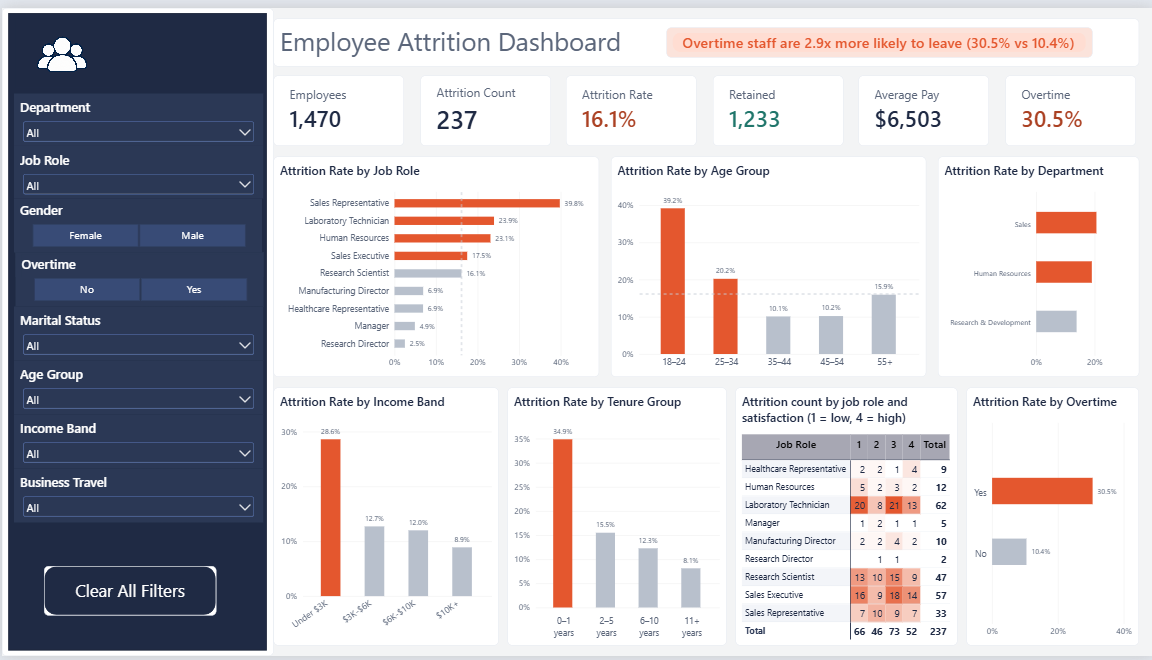 Employee Attrition Dashboard
Overtime staff are 2.9x more likely to leave (30.5% vs 10.4%)
Department
All
Job Role
All
Gender
Female Male
Overtime
No Yes
Marital Status
All
Age Group
All
Income Band
All
Business Travel
All
Clear All Filters
Employees
1,470
Attrition Count
237
Attrition Rate
16.1%
Retained
1,233
Average Pay
$6,503
Overtime
30.5%
Attrition Rate by Job Role
Sales Representative 39.8%
Laboratory Technician 23.9%
Human Resources 23.1%
Sales Executive 17.5%
Research Scientist 16.1%
Manufacturing Director 6.9%
Healthcare Representative 6.9%
Manager 4.9%
Research Director 2.5%
0% 10% 20% 30% 40%
Attrition Rate by Age Group
40%
30%
20%
10%
0%
39.2% 20.2% 10.1% 10.2% 15.9%
18–24 25–34 35–44 45–54 55+
Attrition Rate by Department
Sales
Human Resources
Research & Development
0% 20%
Attrition Rate by Income Band
30%
20%
10%
0%
28.6% 12.7% 12.0% 8.9%
Under $3K $3K-$6K $6K-$10K $10K+
Attrition Rate by Tenure Group
35%
30%
25%
20%
15%
10%
5%
0%
34.9% 15.5% 12.3% 8.1%
0–1 2–5 6–10 11+
years years years years
Attrition count by job role and
satisfaction (1 = low, 4 = high)
Job Role 1 2 3 4 Total
Healthcare Representative 2 2 1 4 9
Human Resources 5 2 3 2 12
Laboratory Technician 20 8 21 13 62
Manager 1 2 1 1 5
Manufacturing Director 2 2 4 2 10
Research Director 1 1 2
Research Scientist 13 10 15 9 47
Sales Executive 16 9 18 14 57
Sales Representative 7 10 9 7 33
Total 66 46 73 52 237
Attrition Rate by Overtime
Yes 30.5%
No 10.4%
0% 20% 40%